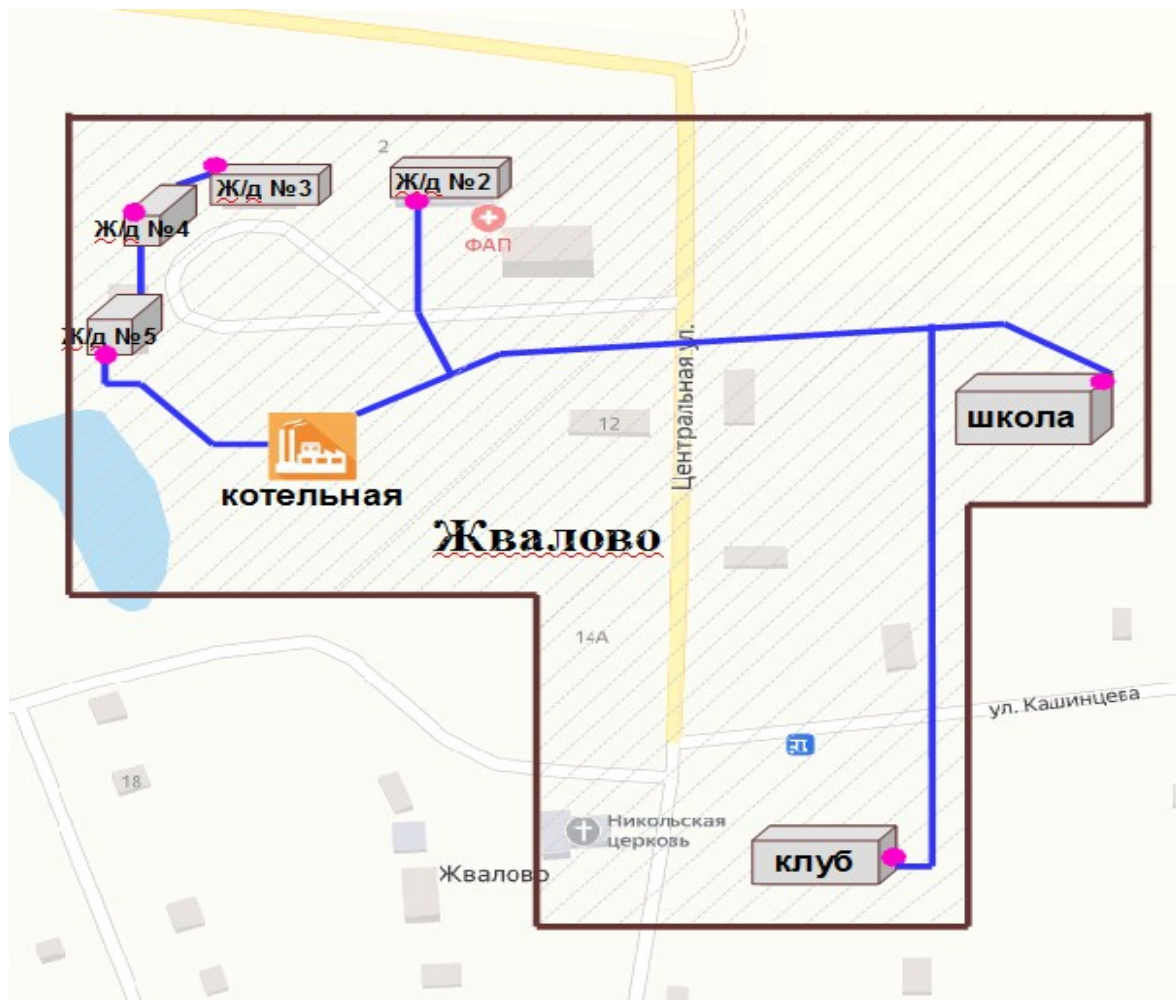 2
Ж/д №3
Ж/д №2
Ж/д №4
ФАП
Ж/д №5
Центральная ул.
12
школа
котельная
Жвалово
14А
ул. Кашинцева
18
Никольская
церковь
клуб
Жвалово